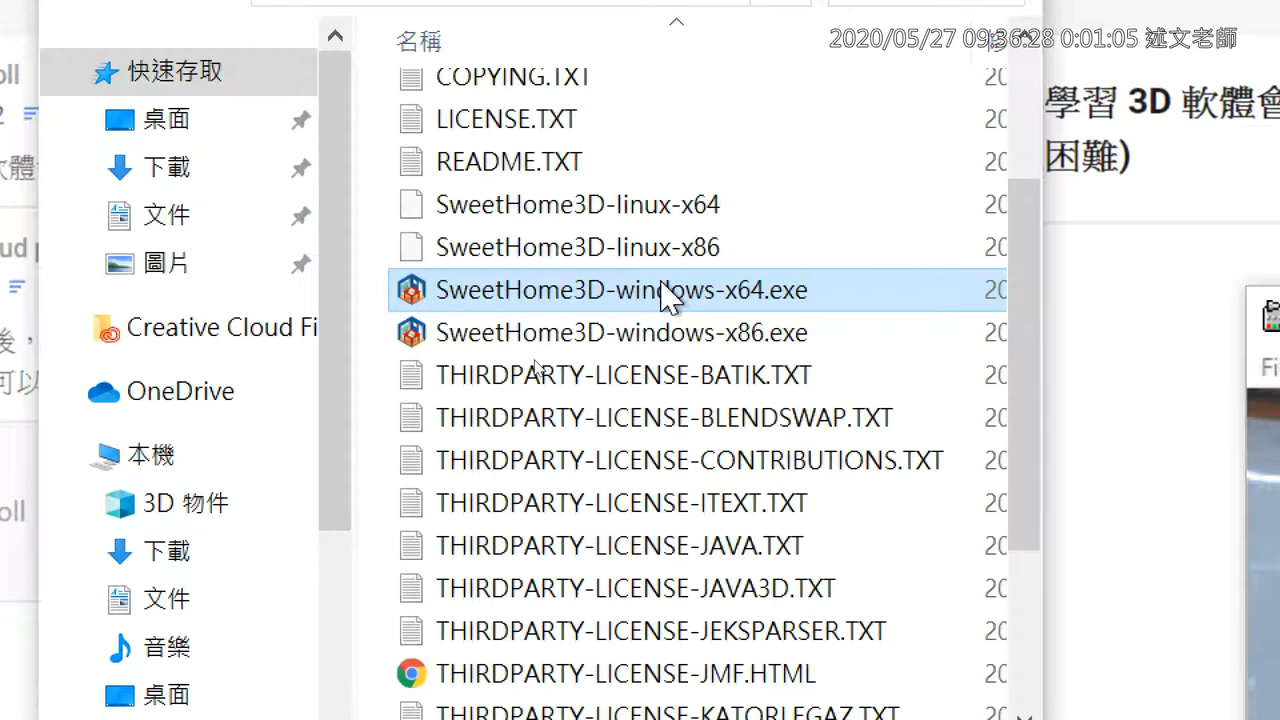 名稱
2020/05/27 09:36:28 0:01:05 述文老師
快速存取
桌面
下載
文件
圖片
Creative Cloud Fi
OneDrive
本機
3D 物件
下載
文件
音樂
桌面
COPYING.TXT
LICENSE.TXT
README.TXT
SweetHome3D-linux-x64
SweetHome3D-linux-x86
SweetHome3D-windows-x64.exe
SweetHome3D-windows-x86.exe
THIRDPARTY-LICENSE-BATIK.TXT
THIRDPARTY-LICENSE-BLENDSWAP.TXT
THIRDPARTY-LICENSE-CONTRIBUTIONS.TXT
THIRDPARTY-LICENSE-ITEXT.TXT
THIRDPARTY-LICENSE-JAVA.TXT
THIRDPARTY-LICENSE-JAVA3D.TXT
THIRDPARTY-LICENSE-JEKSPARSER.TXT
THIRDPARTY-LICENSE-JMF.HTML
THIRDPARTY-LICENSE-KATORLEGAZ.TXT
學習 3D 軟體會
困難)